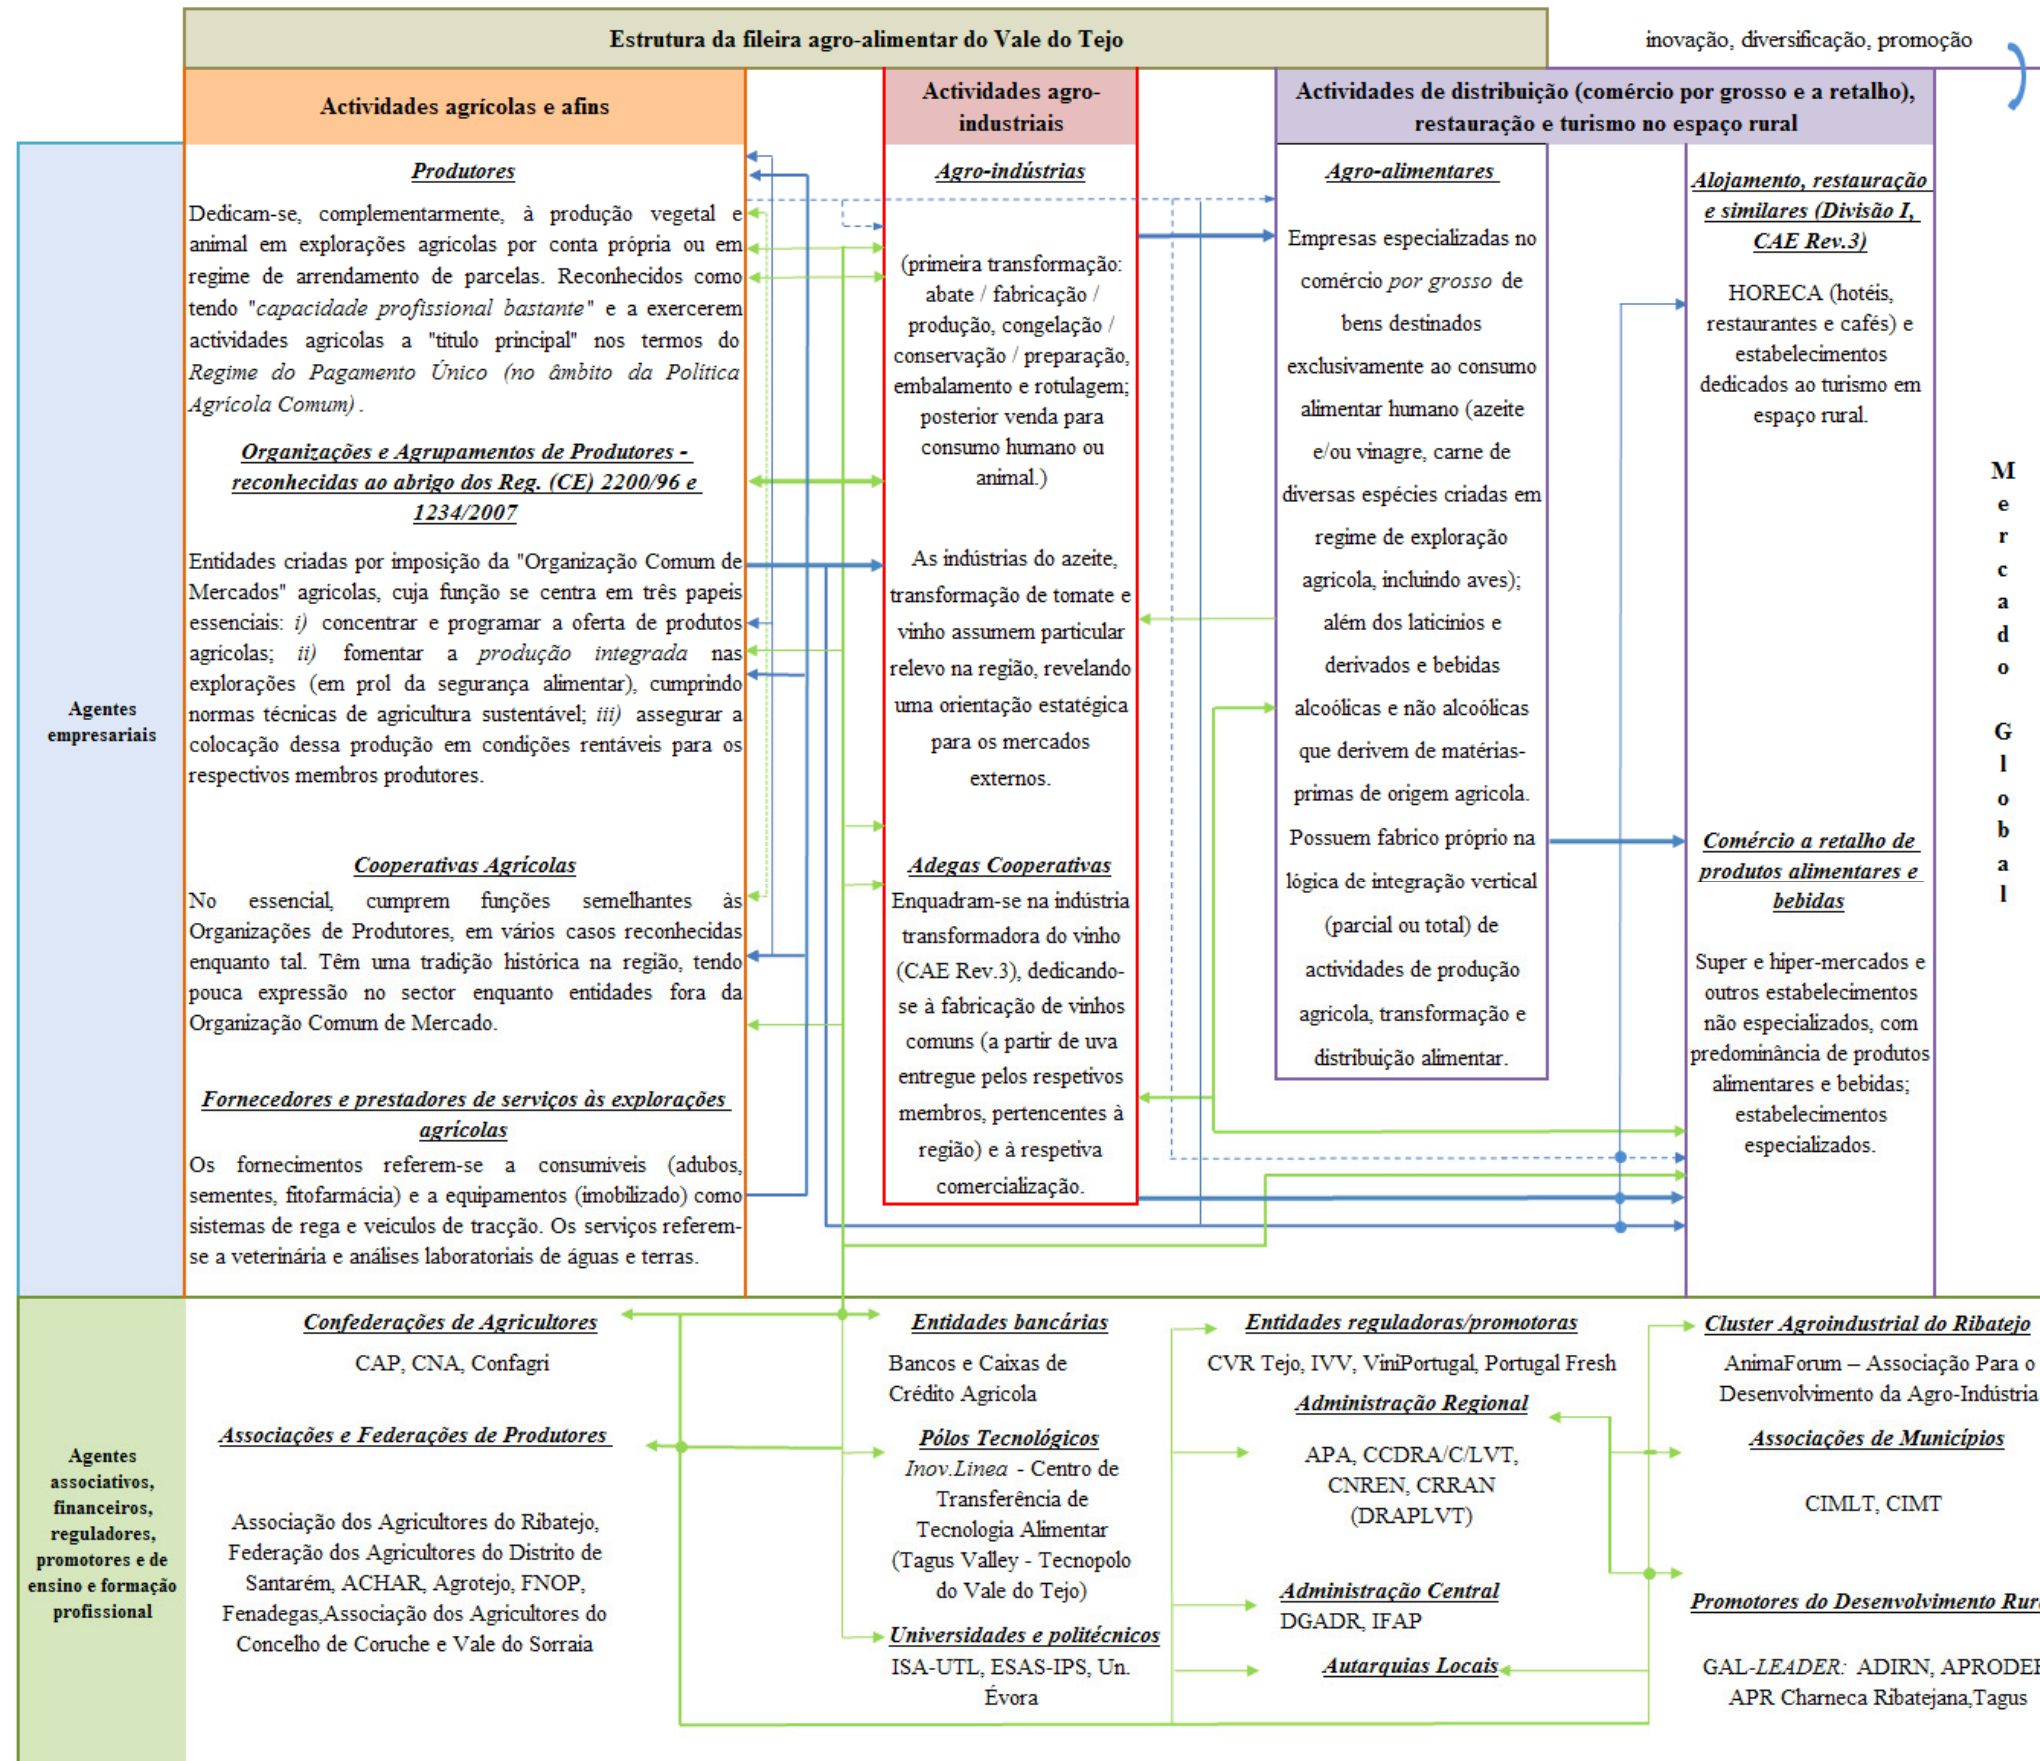 Estrutura da fileira agro-alimentar do Vale do Tejo
inovação, diversificação, promoção
Actividades agrícolas e afins
Actividades agro-
industriais
Actividades de distribuição (comércio por grosso e a retalho),
restauração e turismo no espaço rural
Agentes
empresariais
Produtores
Dedicam-se, complementarmente, à produção vegetal e
animal em explorações agrícolas por conta própria ou em
regime de arrendamento de parcelas. Reconhecidos como
tendo "capacidade profissional bastante" e a exercerem
actividades agrícolas a "titulo principal" nos termos do
Regime do Pagamento Único (no âmbito da Política
Agrícola Comum).
Organizações e Agrupamentos de Produtores -
reconhecidas ao abrigo dos Reg. (CE) 2200/96 e
1234/2007
Entidades criadas por imposição da "Organização Comum de
Mercados" agrícolas, cuja função se centra em três papeis
essenciais: i) concentrar e programar a oferta de produtos
agrícolas; ii) fomentar a produção integrada nas
explorações (em prol da segurança alimentar), cumprindo
normas técnicas de agricultura sustentável; iii) assegurar a
colocação dessa produção em condições rentáveis para os
respectivos membros produtores.
Cooperativas Agrícolas
No essencial, cumprem funções semelhantes às
Organizações de Produtores, em vários casos reconhecidas
enquanto tal. Têm uma tradição histórica na região, tendo
pouca expressão no sector enquanto entidades fora da
Organização Comum de Mercado.
Fornecedores e prestadores de serviços às explorações
agrícolas
Os fornecimentos referem-se a consumíveis (adubos,
sementes, fitofarmácia) e a equipamentos (imobilizado) como
sistemas de rega e veículos de tracção. Os serviços referem-
se a veterinária e análises laboratoriais de águas e terras.
Agro-indústrias
(primeira transformação:
abate / fabricação /
produção, congelação /
conservação / preparação,
embalamento e rotulagem;
posterior venda para
consumo humano ou
animal.)
As indústrias do azeite,
transformação de tomate e
vinho assumem particular
relevo na região, revelando
uma orientação estatégica
para os mercados
externos.
Adegas Cooperativas
Enquadram-se na indústria
transformadora do vinho
(CAE Rev.3), dedicando-
se à fabricação de vinhos
comuns (a partir de uva
entregue pelos respetivos
membros, pertencentes à
região) e à respetiva
comercialização.
Agro-alimentares
Empresas especializadas no
comércio por grosso de
bens destinados
exclusivamente ao consumo
alimentar humano (azeite
e/ou vinagre, carne de
diversas espécies criadas em
regime de exploração
agrícola, incluindo aves);
além dos laticínios e
derivados e bebidas
alcoólicas e não alcoólicas
que derivem de matérias-
primas de origem agrícola.
Possuem fabrico próprio na
lógica de integração vertical
(parcial ou total) de
actividades de produção
agrícola, transformação e
distribuição alimentar.
Alojamento, restauração
e similares (Divisão I,
CAE Rev.3)
HORECA (hotéis,
restaurantes e cafés) e
estabelecimentos
dedicados ao turismo em
espaço rural.
Comércio a retalho de
produtos alimentares e
bebidas
Super e hiper-mercados e
outros estabelecimentos
não especializados, com
predominância de produtos
alimentares e bebidas;
estabelecimentos
especializados.
Mercado Global
Agentes
associativos,
financeiros,
reguladores,
promotores e de
ensino e formação
profissional
Confederações de Agricultores
CAP, CNA, Confagri
Associações e Federações de Produtores
Associação dos Agricultores do Ribatejo,
Federação dos Agricultores do Distrito de
Santarém, ACHAR, Agrotejo, FNOP,
Fenadegas,Associação dos Agricultores do
Concelho de Coruche e Vale do Sorraia
Entidades bancárias
Bancos e Caixas de
Crédito Agrícola
Pólos Tecnológicos
Inov.Linea - Centro de
Transferência de
Tecnologia Alimentar
(Tagus Valley - Tecnopolo
do Vale do Tejo)
Universidades e politécnicos
ISA-UTL, ESAS-IPS, Un.
Évora
Entidades reguladoras/promotoras
CVR Tejo, IVV, ViniPortugal, Portugal Fresh
Administração Regional
APA, CCDRA/C/LVT,
CNREN, CRRAN
(DRAPLVT)
Administração Central
DGADR, IFAP
Autarquias Locais
Cluster Agroindustrial do Ribatejo
AnimaForum – Associação Para o
Desenvolvimento da Agro-Indústria
Associações de Municípios
CIMLT, CIMT
Promotores do Desenvolvimento
GAL-LEADER: ADIRN,
APR Charneca Ribatejana,Tagus